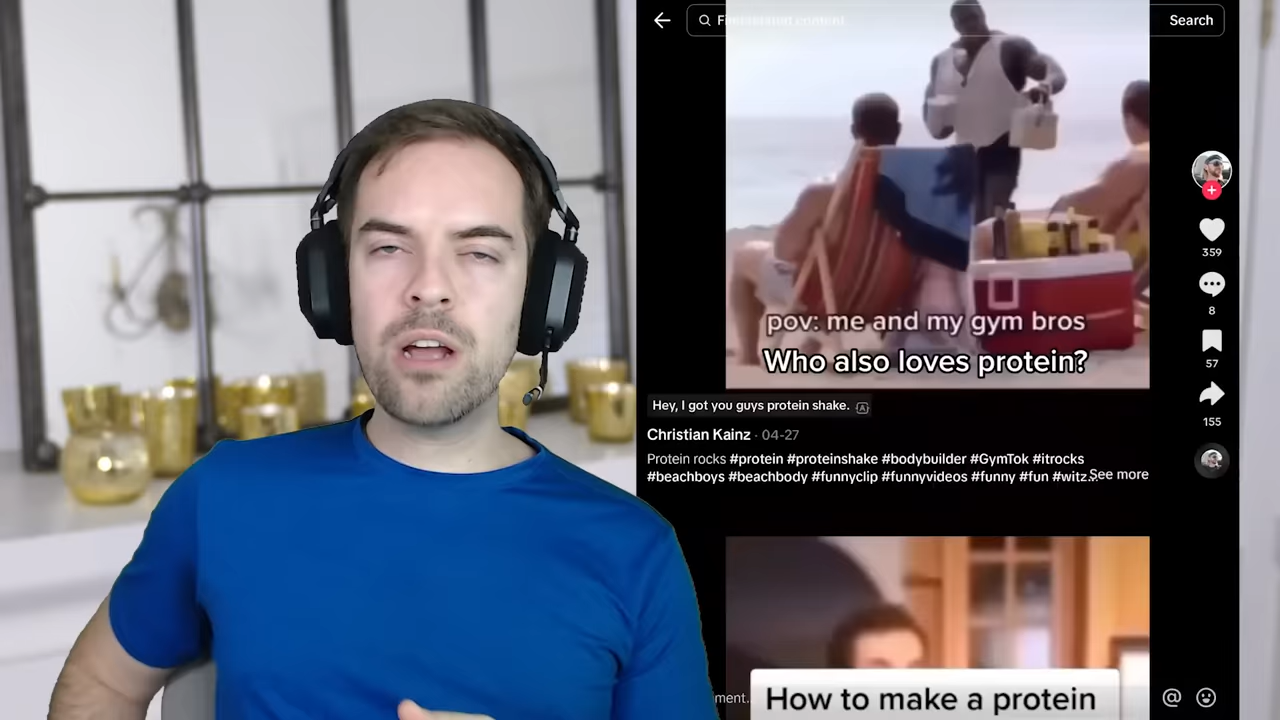 Search
359
8
57
155
pov: me and my gym bros
Who also loves protein?
Hey, I got you guys protein shake.
Christian Kainz · 04-27
Protein rocks #protein #proteinshake #bodybuilder #GymTok #itrocks
#beachboys #beachbody #funnyclip #funnyvideos #funny #fun #witz... See more
How to make a protein
ment.